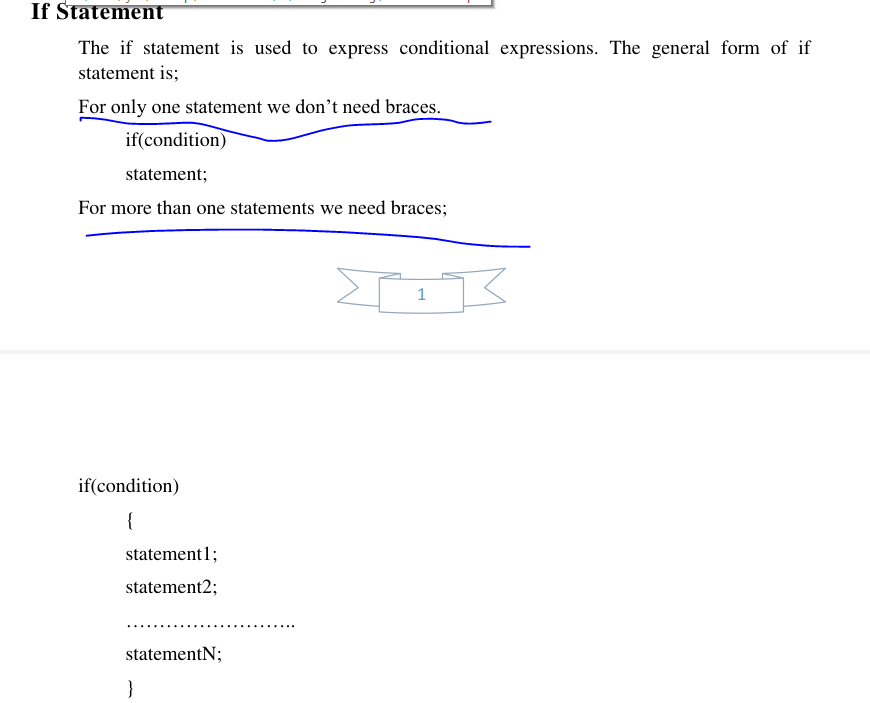 If Statement
The if statement is used to express conditional expressions. The general form of if
statement is;
For only one statement we don’t need braces.
if(condition)
statement;
For more than one statements we need braces;
1
if(condition)
{
statement1;
statement2;
……………………..
statementN;
}